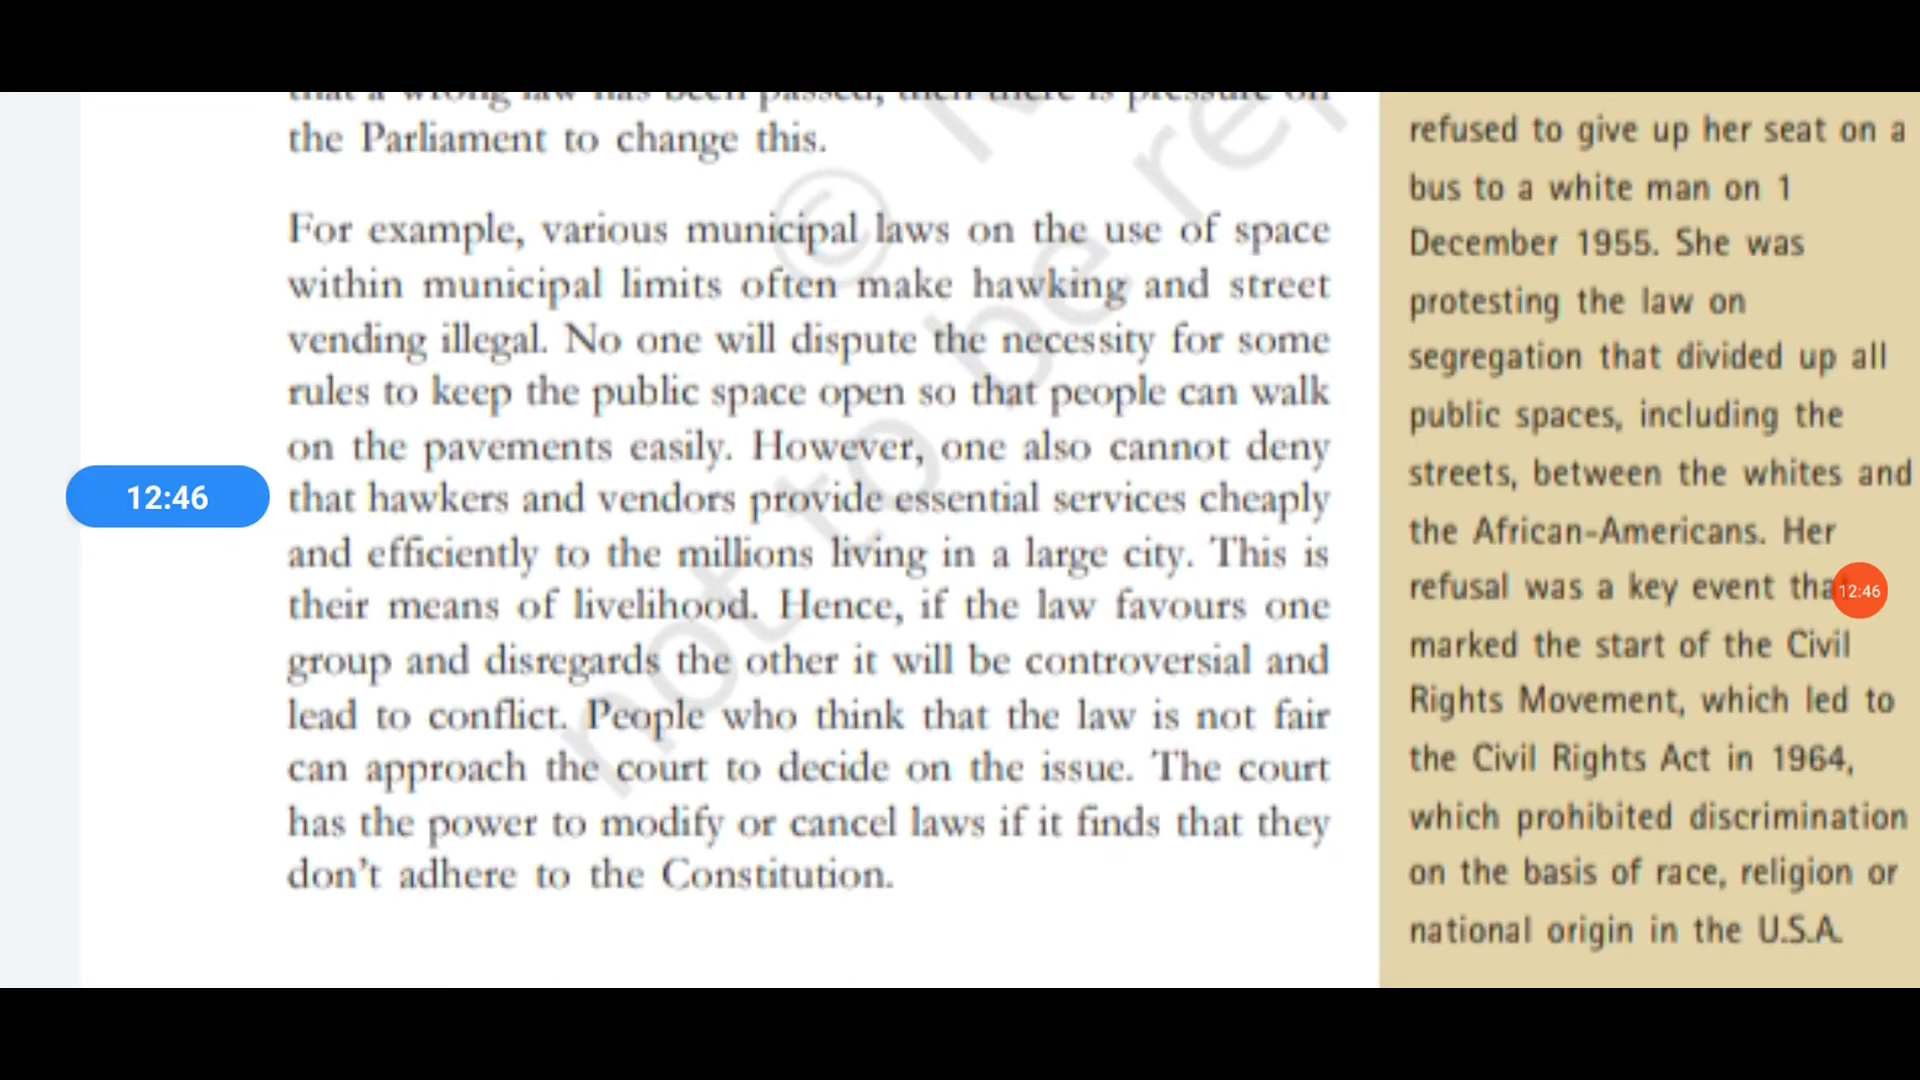 that a wrong law has been passed, then there is pressure on
the Parliament to change this.
For example, various municipal laws on the use of space
within municipal limits often make hawking and street
vending illegal. No one will dispute the necessity for some
rules to keep the public space open so that people can walk
on the pavements easily. However, one also cannot deny
that hawkers and vendors provide essential services cheaply
and efficiently to the millions living in a large city. This is
their means of livelihood. Hence, if the law favours one
group and disregards the other it will be controversial and
lead to conflict. People who think that the law is not fair
can approach the court to decide on the issue. The court
has the power to modify or cancel laws if it finds that they
don't adhere to the Constitution.
12:46
refused to give up her seat on a
bus to a white man on 1
December 1955. She was
protesting the law on
segregation that divided up all
public spaces, including the
streets, between the whites and
the African-Americans. Her
refusal was a key event tha
marked the start of the Civil
Rights Movement, which led to
the Civil Rights Act in 1964,
which prohibited discrimination
on the basis of race, religion or
national origin in the U.S.A.
12:46
©
not to be